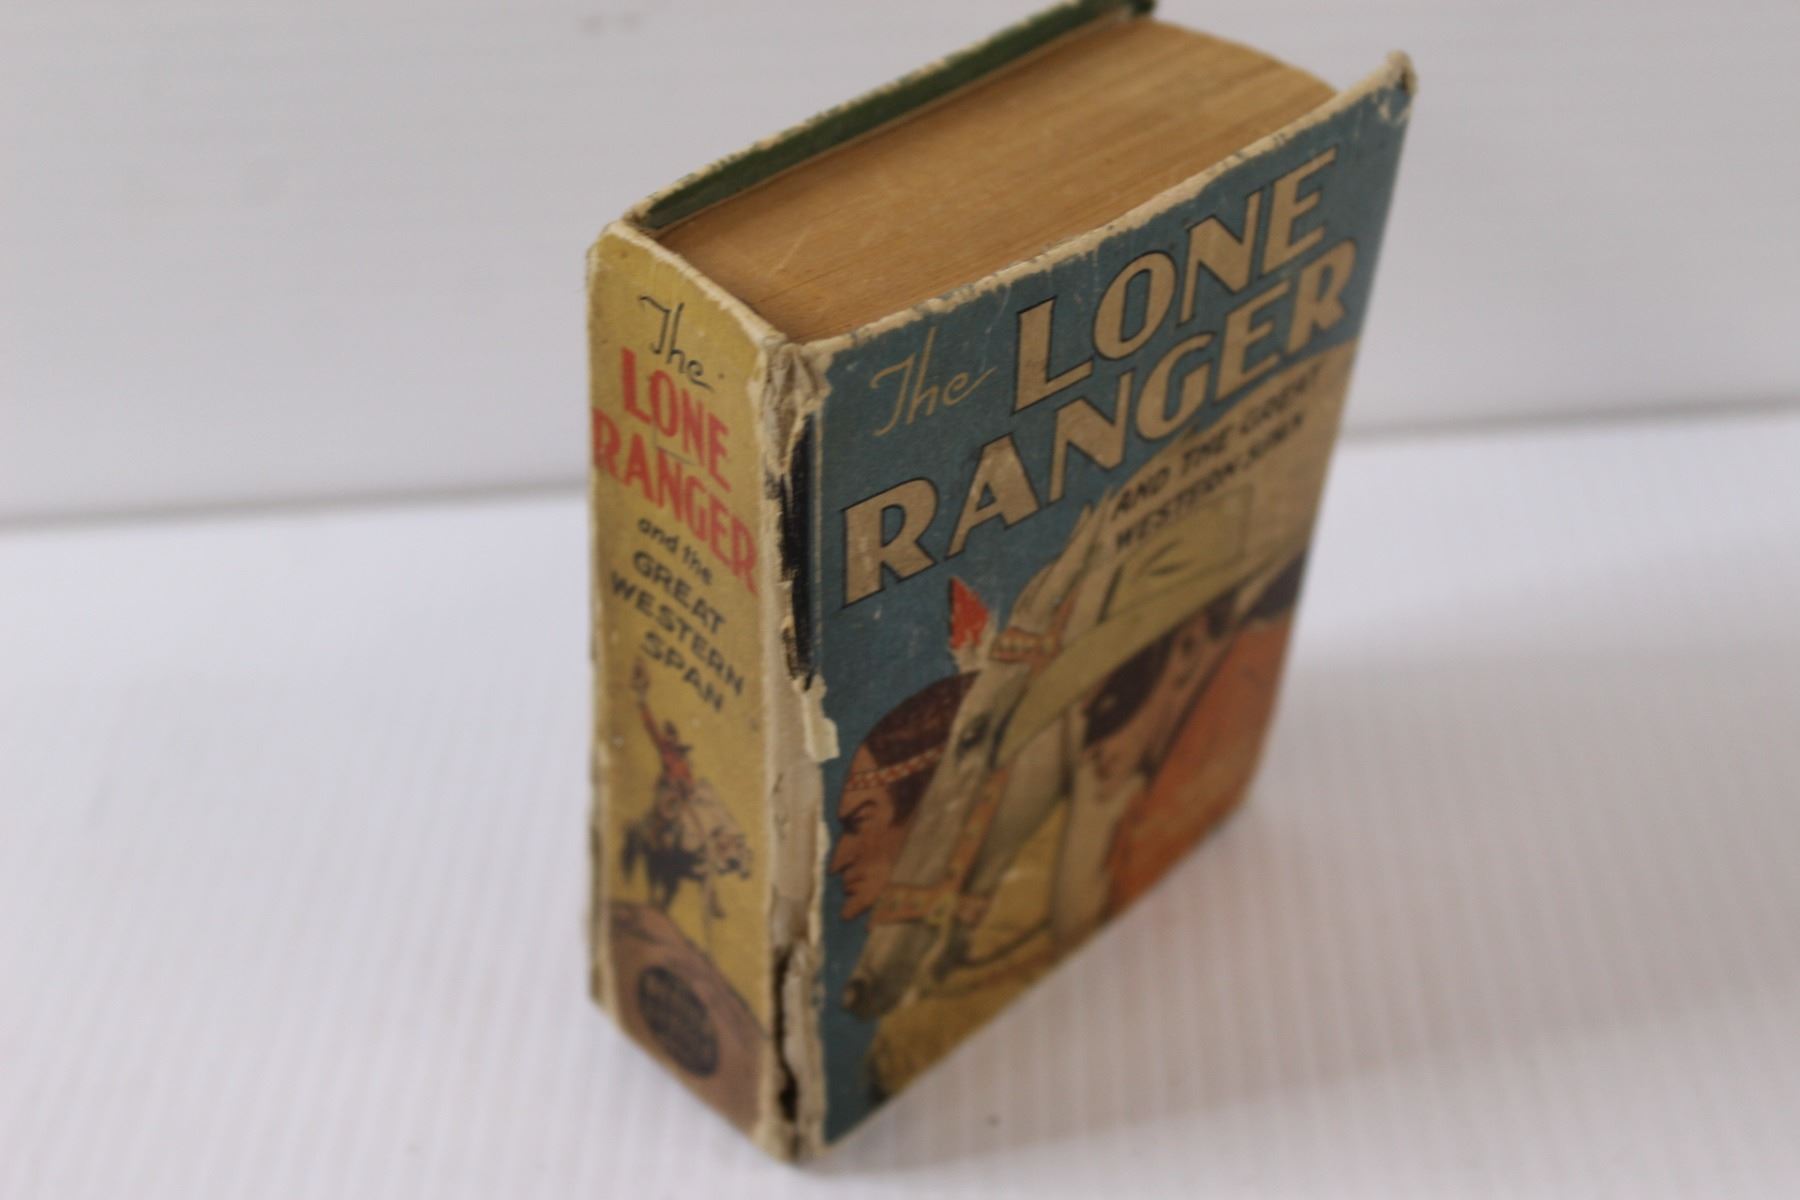 The
LONE
RANGER
and the
GREAT
WESTERN
SPAN
The LONE
RANGER
AND THE GREAT
WESTERN SPAN